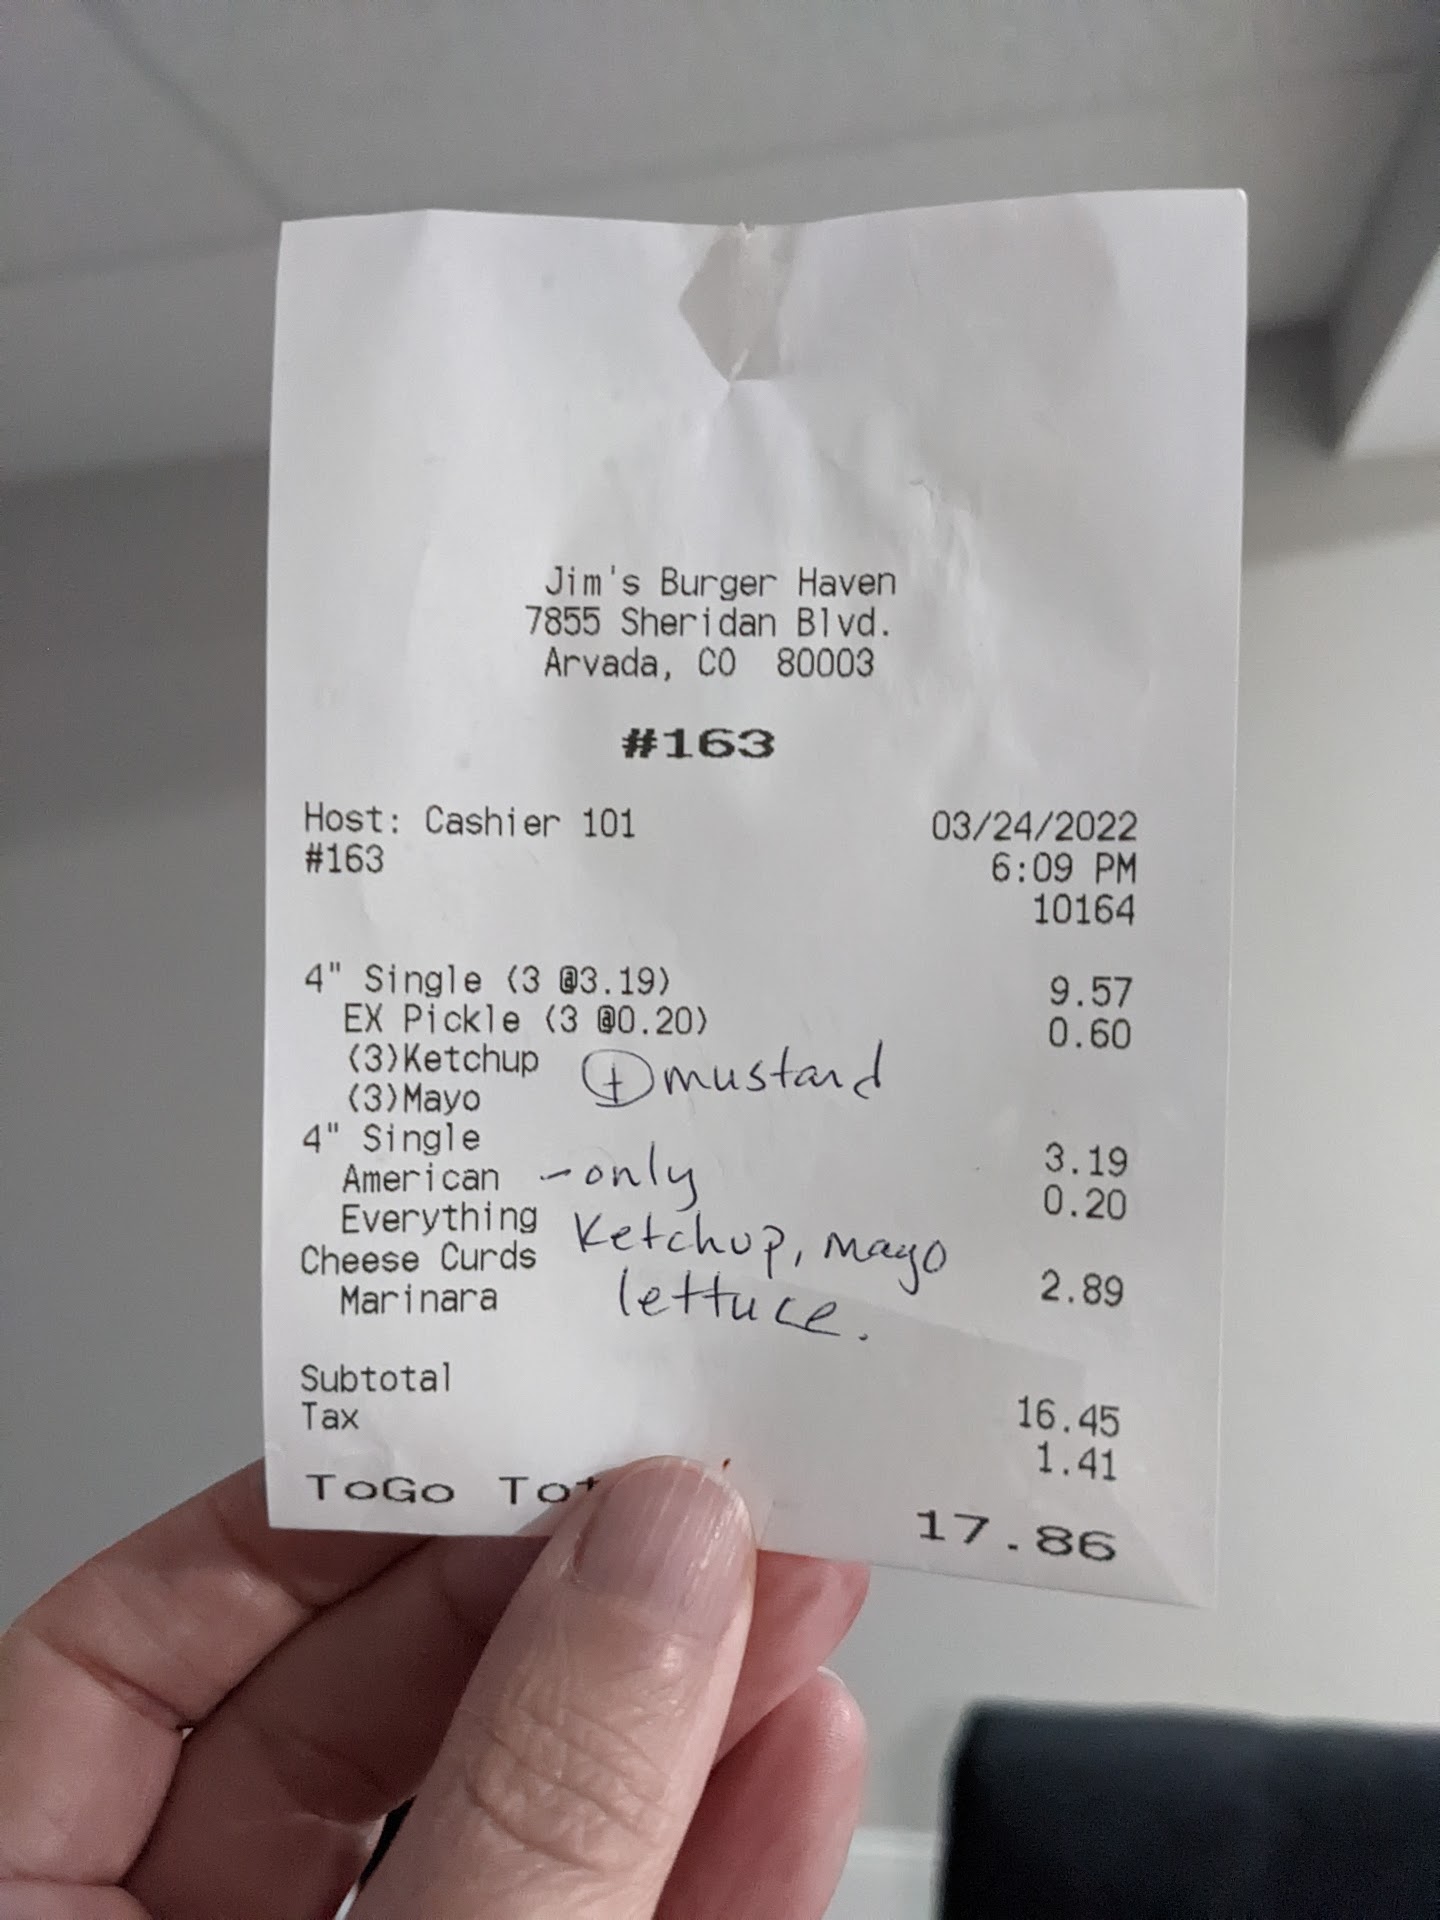 Jim's Burger Haven
7855 Sheridan Blvd.
Arvada, CO 80003
#163
Host: Cashier 101 03/24/2022
#163 6:09 PM
10164
4" Single (3 @3.19) 9.57
EX Pickle (3 @0.20) 0.60
(3)Ketchup + mustard
(3)Mayo
4" Single 3.19
American - only 0.20
Everything Ketchup, mayo
Cheese Curds 2.89
Marinara lettuce.
Subtotal 16.45
Tax 1.41
ToGo 17.86